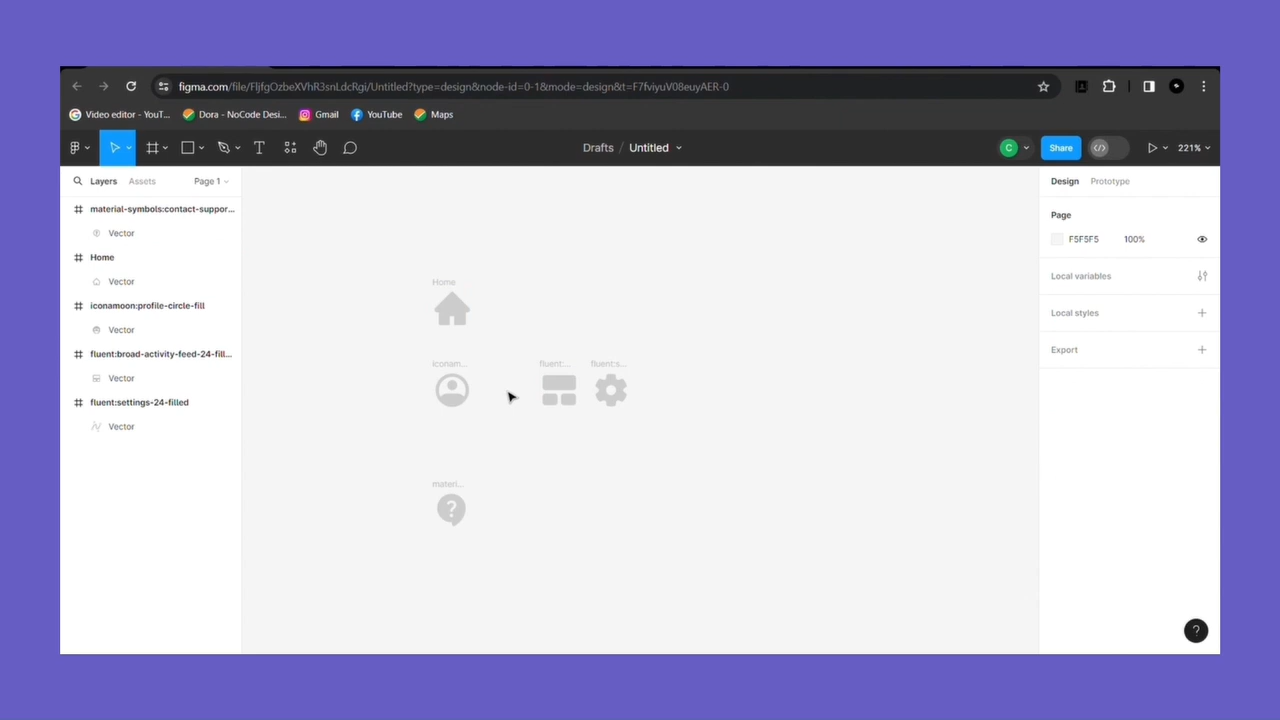 figma.com/file/FljfgOzbeXVhR3snLdcRgi/Untitled?type=design&node-id=0-1&mode=design&t=F7fviyuV08euyAER-0
Video editor - YouT...
Dora - NoCode Desi...
Gmail
YouTube
Maps
Drafts / Untitled
C
Share
221%
Layers
Assets
Page 1
Design
Prototype
material-symbols:contact-suppor...
Vector
Home
Vector
iconamoon:profile-circle-fill
Vector
fluent:broad-activity-feed-24-fill...
Vector
fluent:settings-24-filled
Vector
Home
iconam...
fluent:...
fluent:s...
materi...
?
Page
F5F5F5
100%
Local variables
Local styles
Export
?